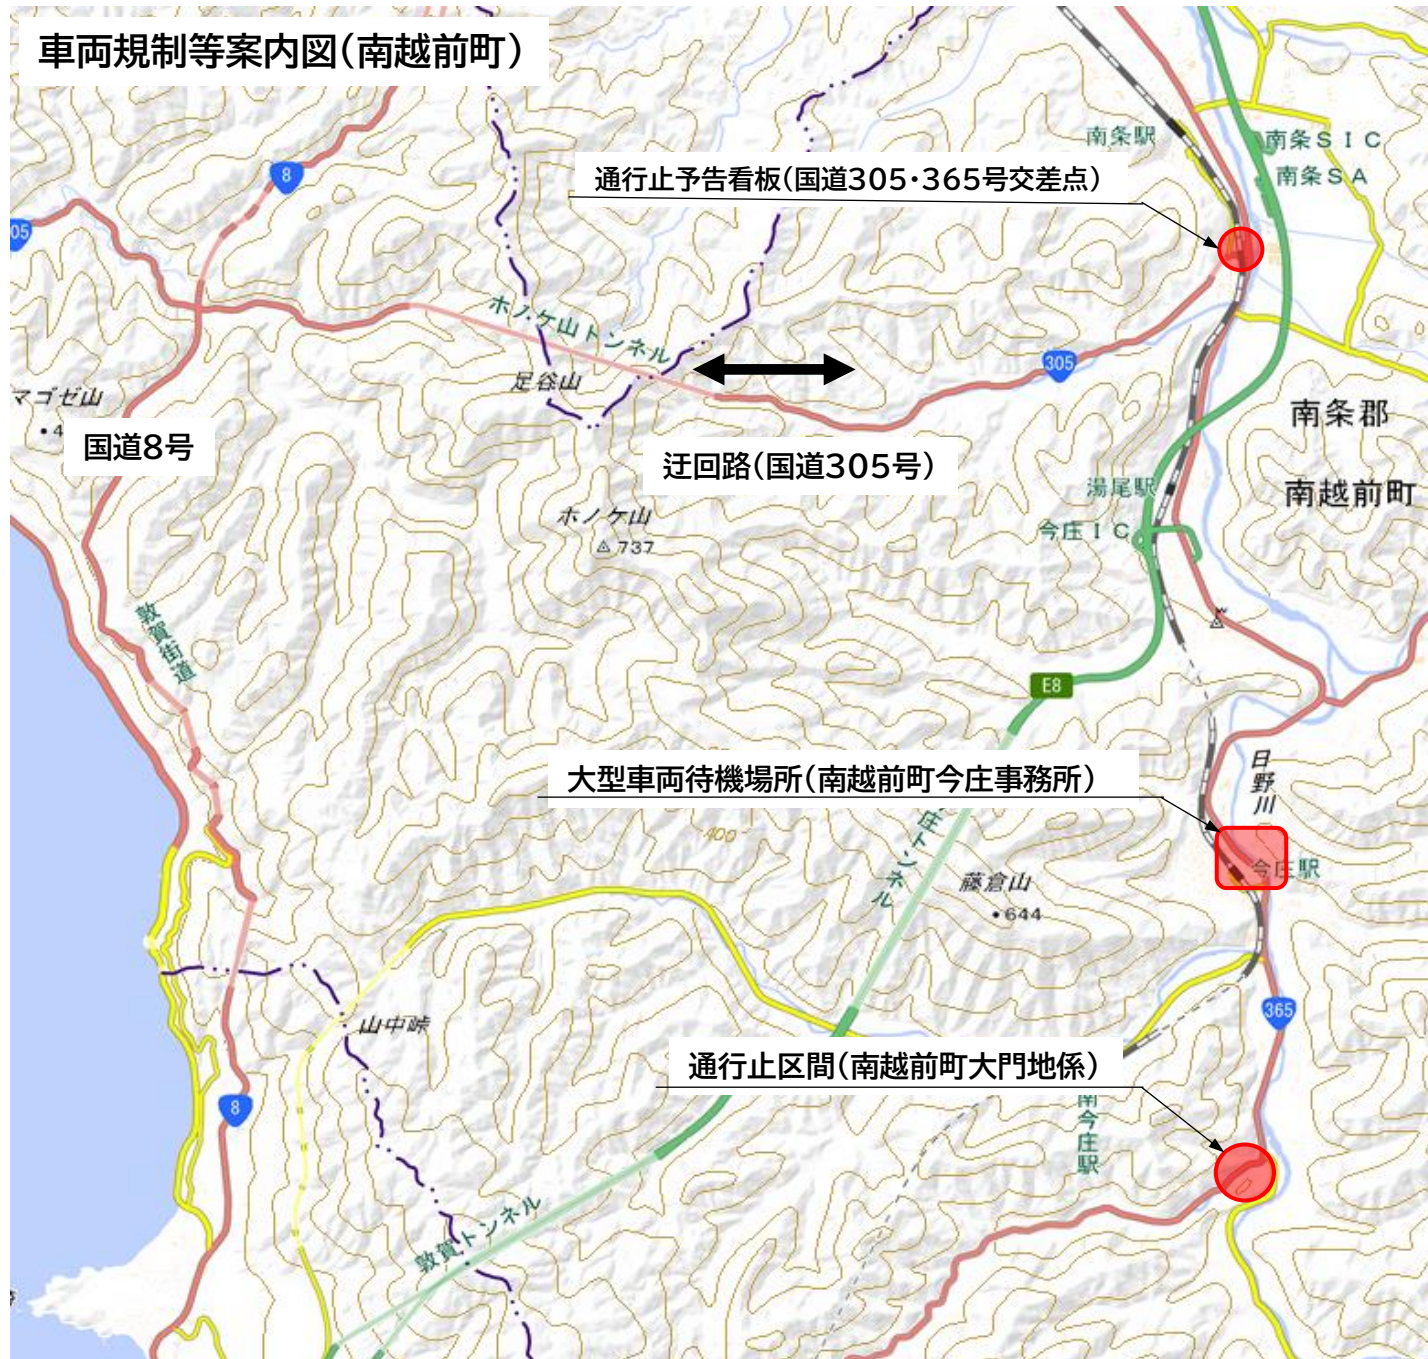 車両規制等案内図(南越前町)
8
南条駅
南条SIC
南条SA
通行止予告看板(国道305・365号交差点)
05
ホノケ山トンネル
足谷山
305
マゴゼ山
・4
国道8号
南条郡
南越前町
迂回路(国道305号)
湯尾駅
今庄IC
ホノケ山
737
敦賀街道
E8
日野川
大型車両待機場所(南越前町今庄事務所)
庄トンネル
400
今庄駅
藤倉山
・644
365
山中峠
通行止区間(南越前町大門地係)
8
南今庄駅
敦賀トンネル